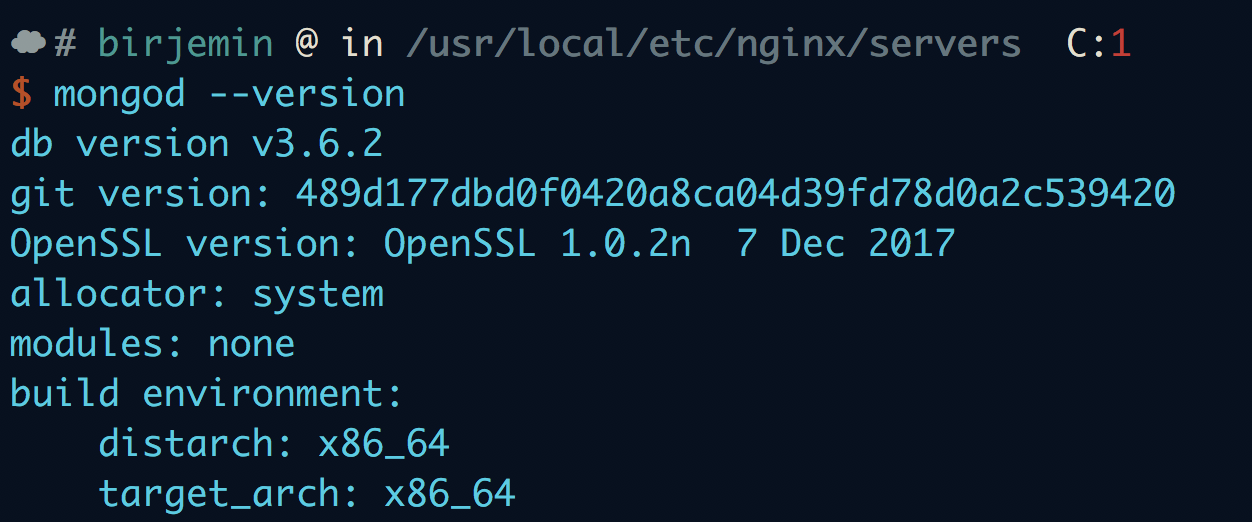 # birjemin @ in /usr/local/etc/nginx/servers  C:1
$ mongod --version
db version v3.6.2
git version: 489d177dbd0f0420a8ca04d39fd78d0a2c539420
OpenSSL version: OpenSSL 1.0.2n  7 Dec 2017
allocator: system
modules: none
build environment:
    distarch: x86_64
    target_arch: x86_64